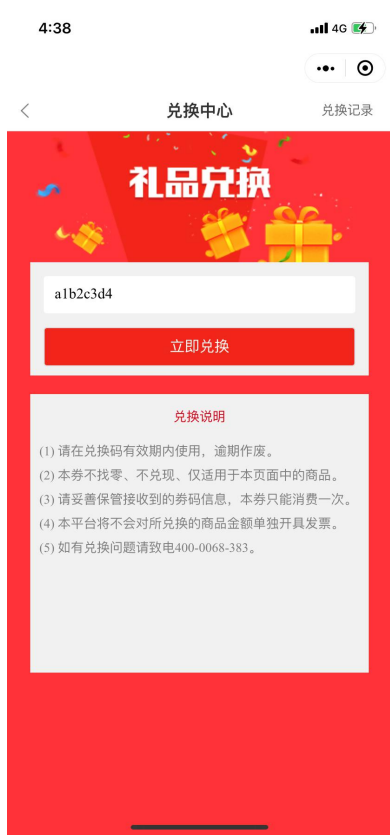 4:38
4G
兑换中心
兑换记录
礼品兑换
a1b2c3d4
立即兑换
兑换说明
(1) 请在兑换码有效期内使用，逾期作废。
(2) 本券不找零、不兑现、仅适用于本页面中的商品。
(3) 请妥善保管接收到的券码信息，本券只能消费一次。
(4) 本平台将不会对所兑换的商品金额单独开具发票。
(5) 如有兑换问题请致电400-0068-383。